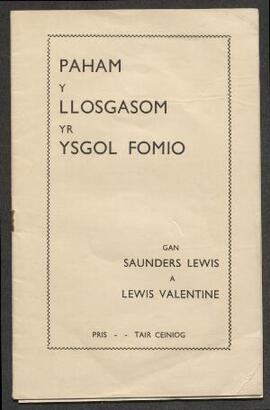 PAHAM
Y
LLOSGASOM
YR
YSGOL FOMIO
GAN
SAUNDERS LEWIS
A
LEWIS VALENTINE
PRIS - - TAIR CEINIOG